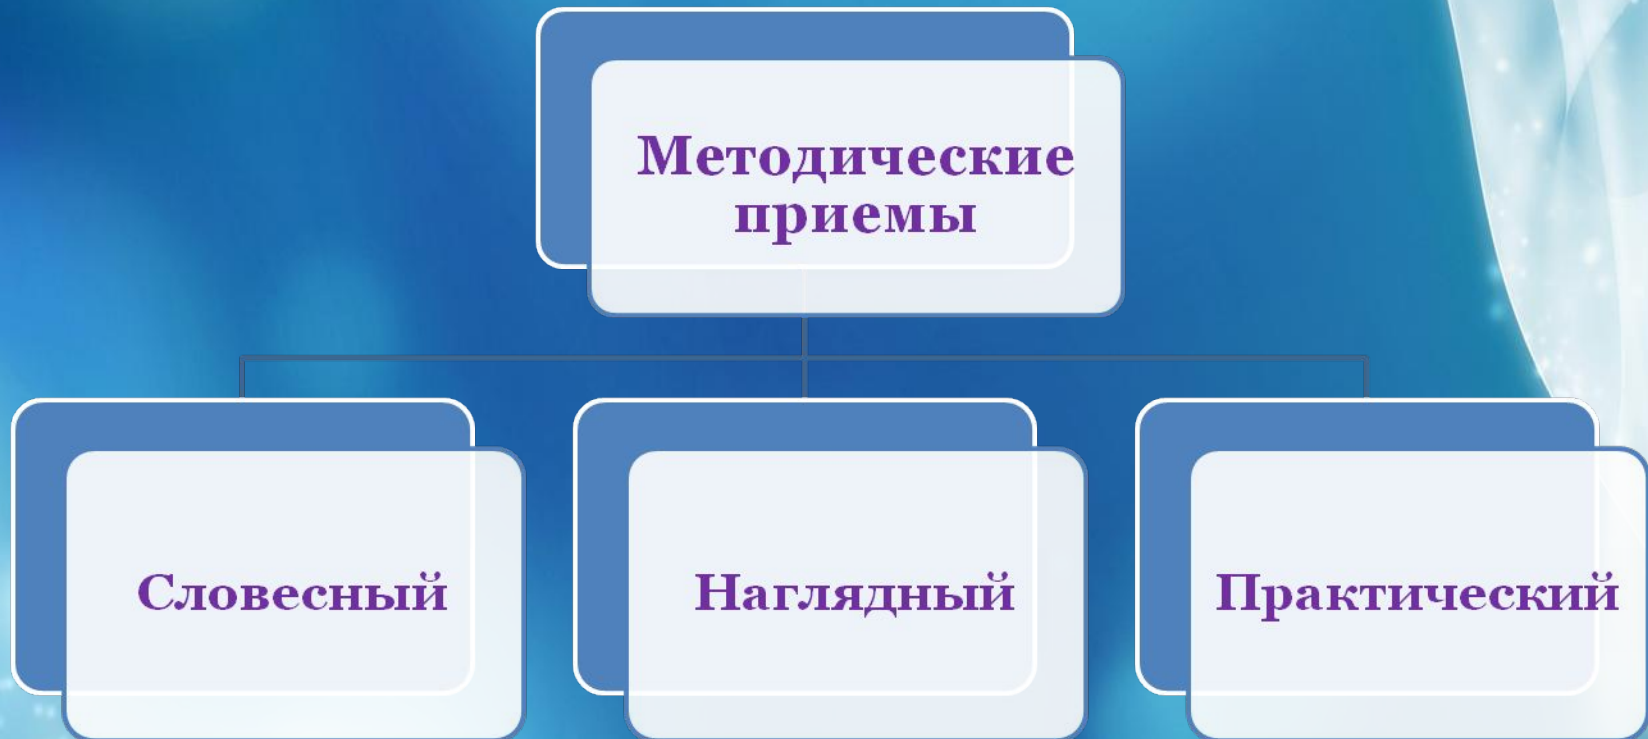 Методические
приемы
Словесный
Наглядный
Практический